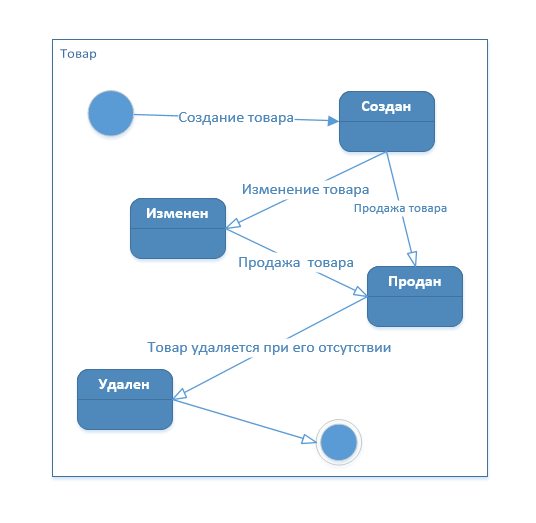 Товар
Создан
Создание товара
Изменение товара
Продажа товара
Изменен
Продажа товара
Продан
Товар удаляется при его отсутствии
Удален